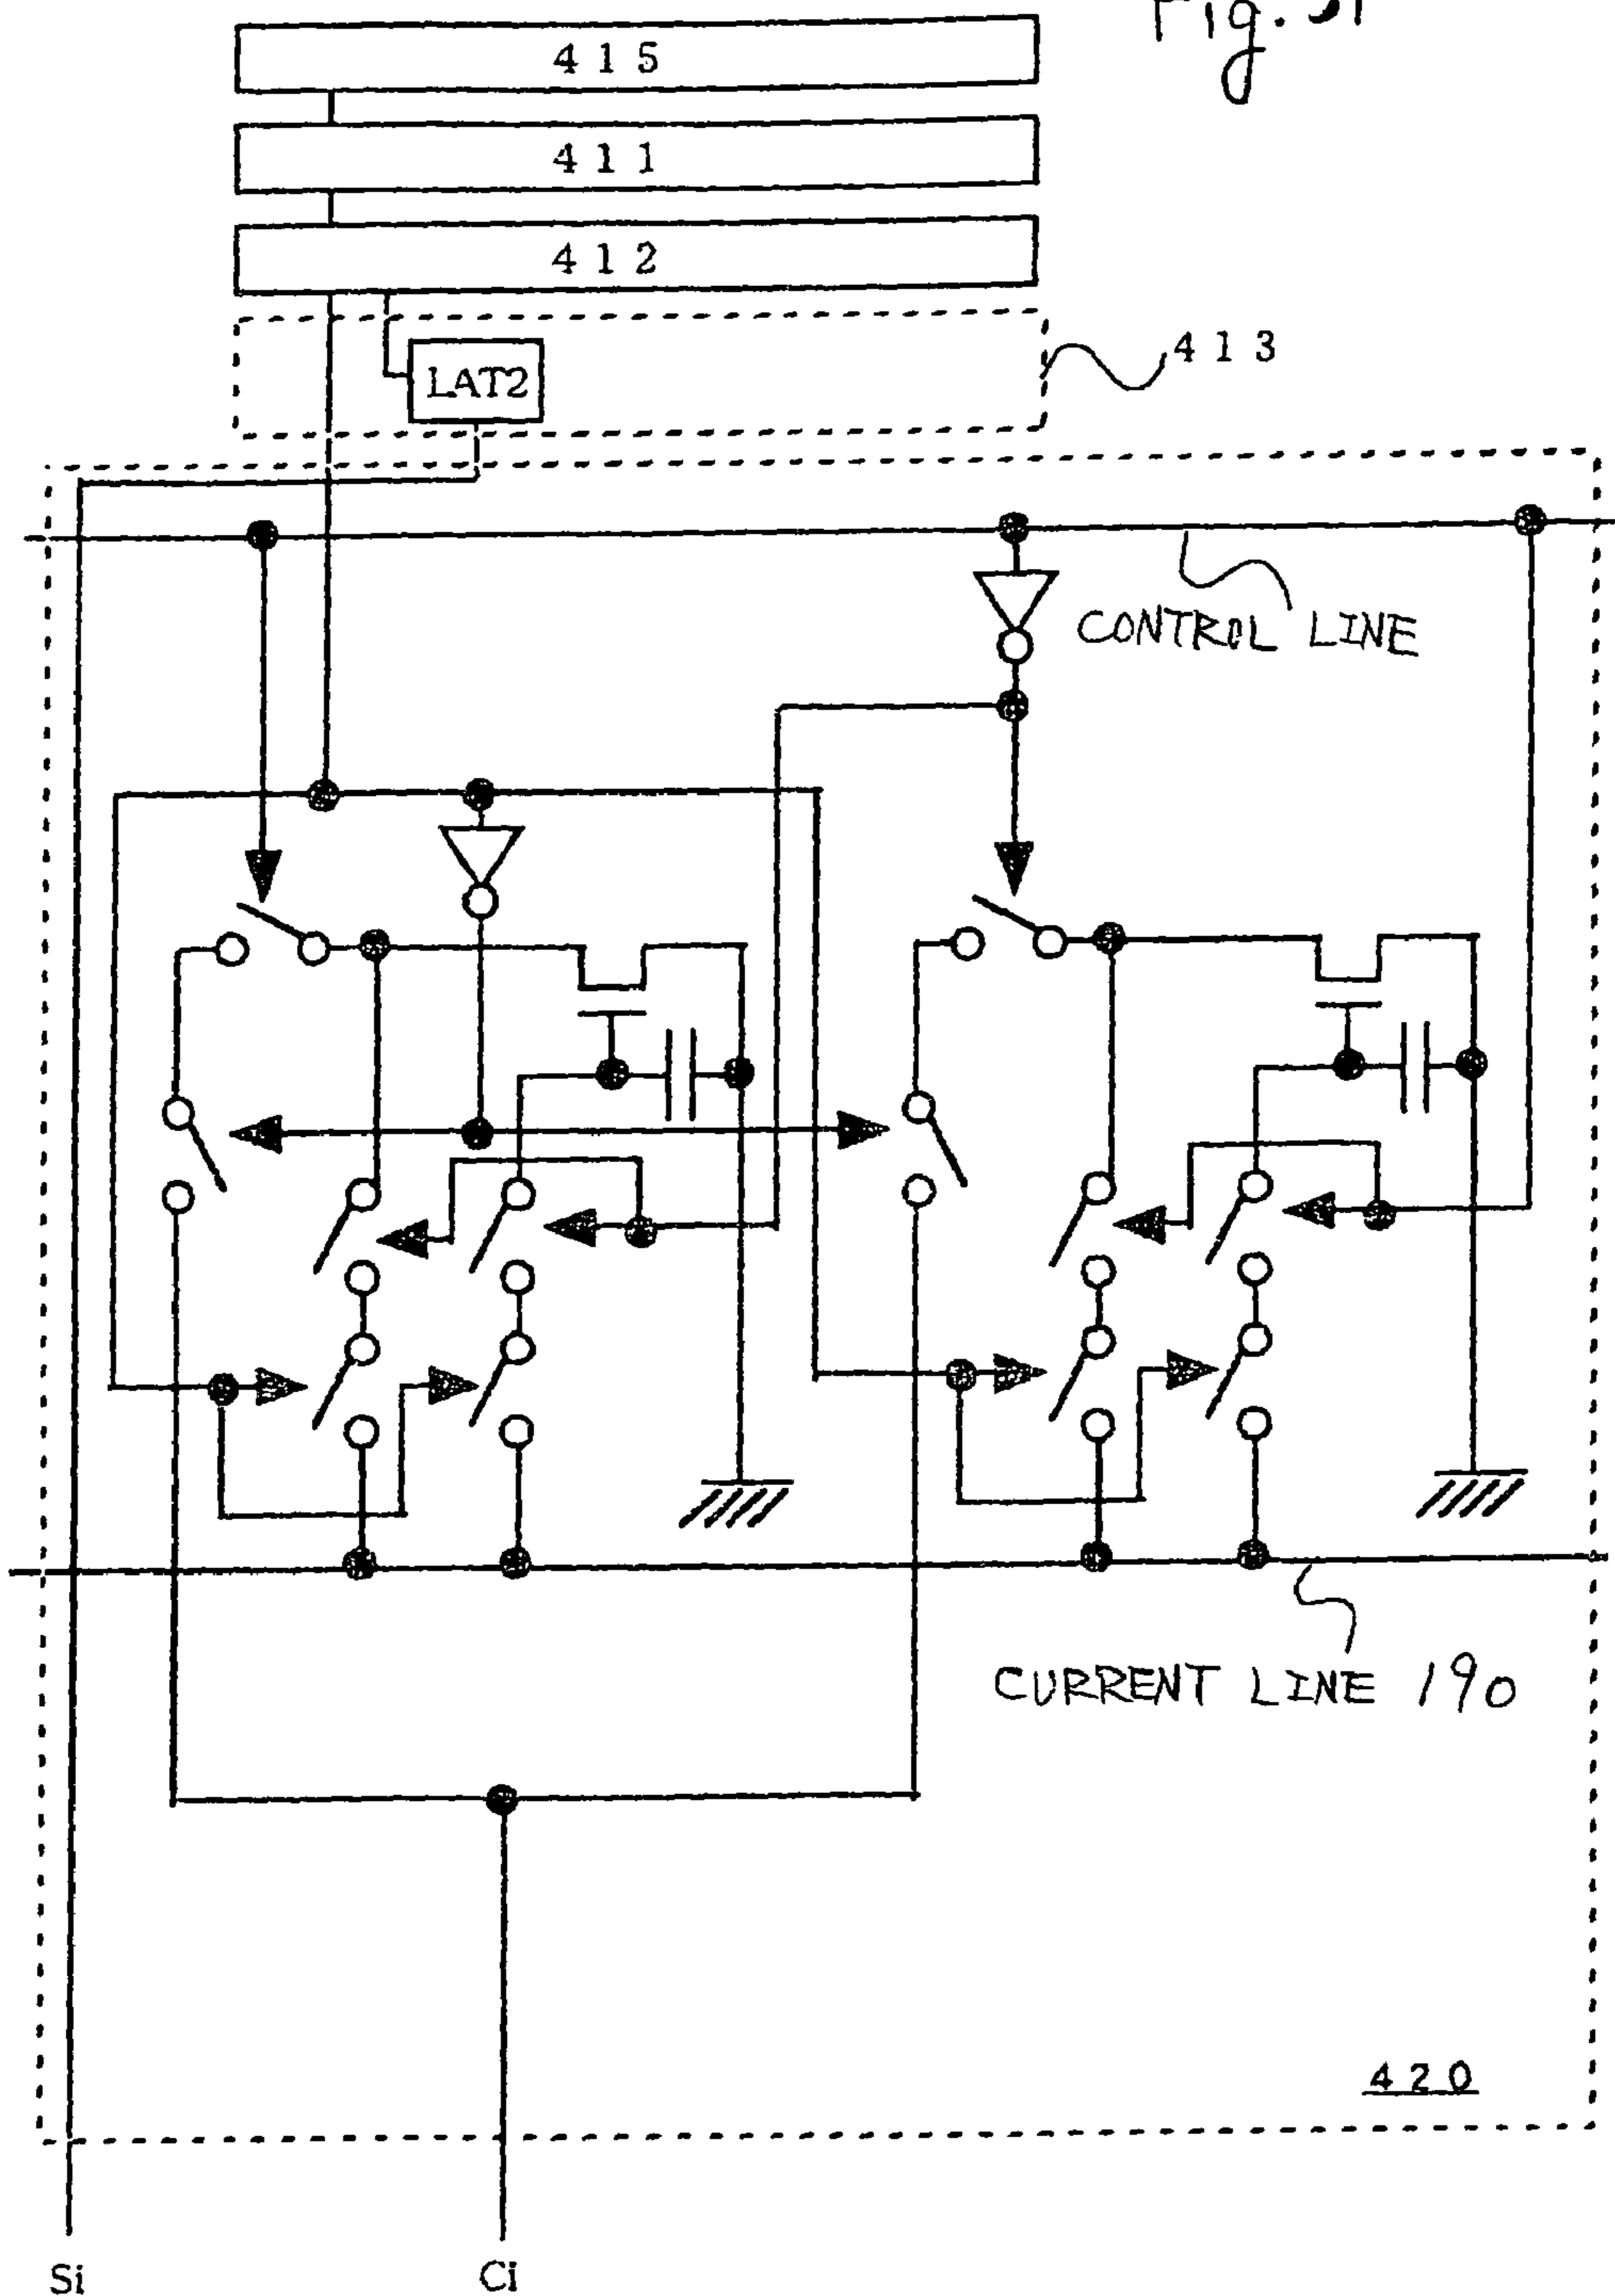 Fig. 31
415
411
412
413
LAT2
CONTROL LINE
CURRENT LINE 190
420
Si
Ci